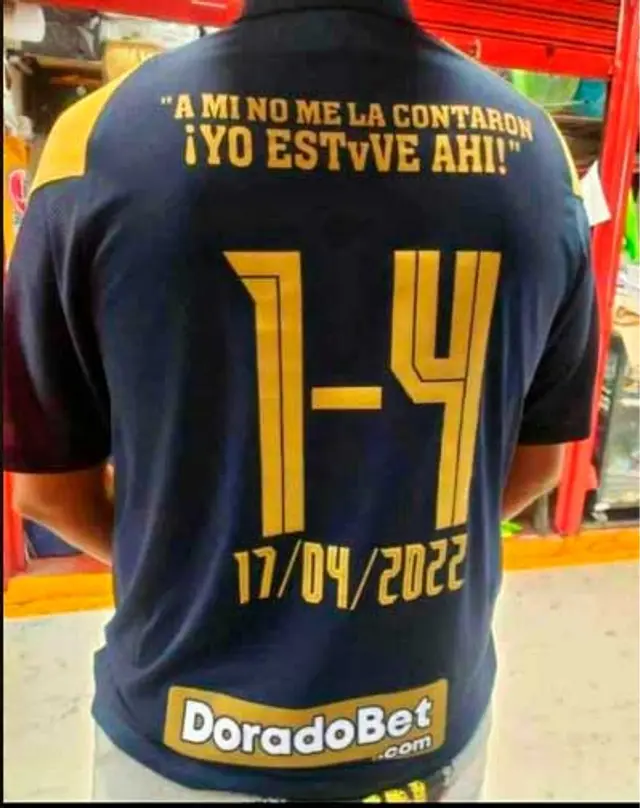 "A MI NO ME LA CONTARON
¡YO ESTvVE AHI!"
1-4
17/04/2022
DoradoBet
.com